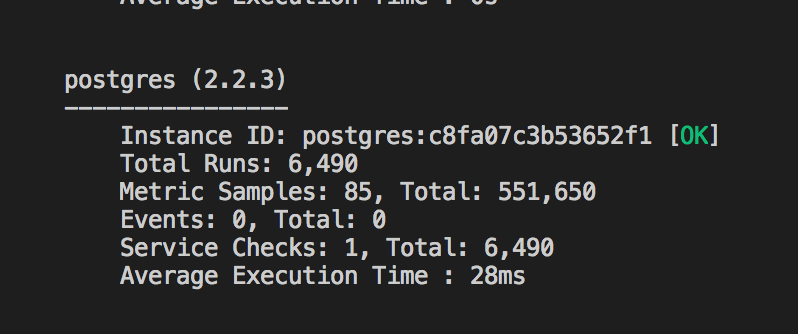 Average Execution Time : 0s
postgres (2.2.3)
----------------
Instance ID: postgres:c8fa07c3b53652f1 [OK]
Total Runs: 6,490
Metric Samples: 85, Total: 551,650
Events: 0, Total: 0
Service Checks: 1, Total: 6,490
Average Execution Time : 28ms